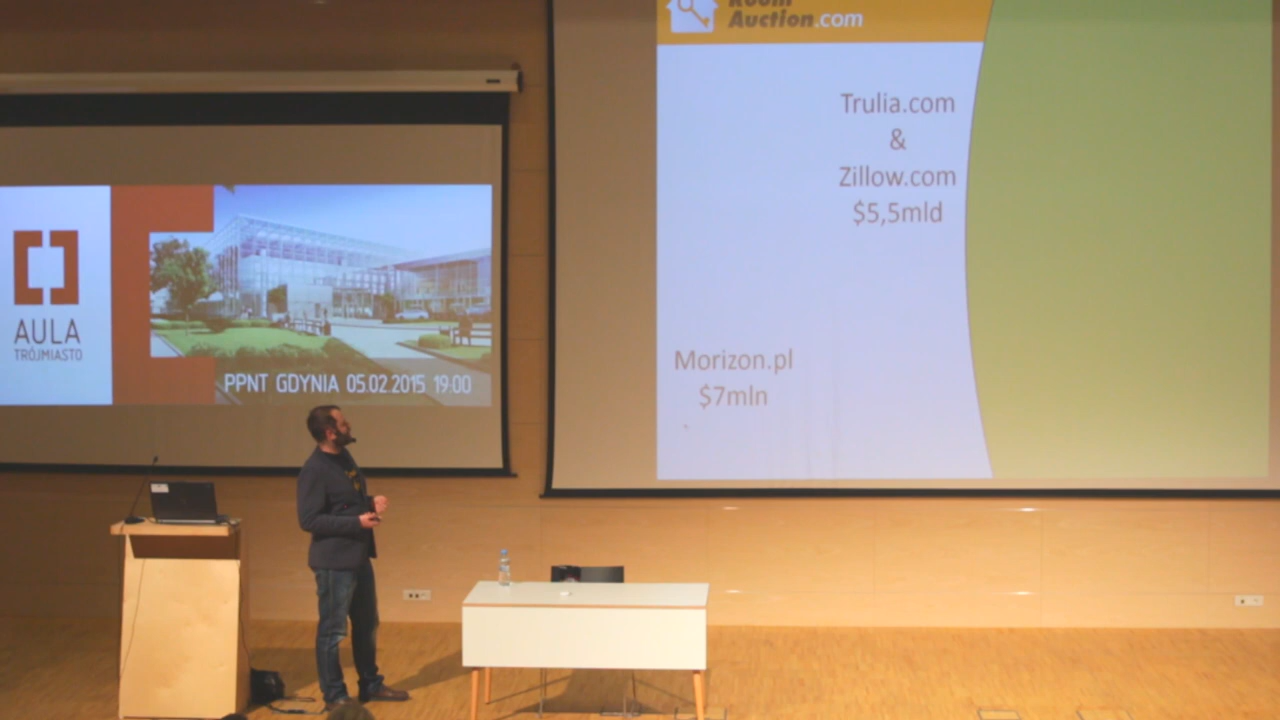 AULA
TRÓJMIASTO
PPNT GDYNIA 05.02.2015 19:00
Room
Auction.com
Trulia.com
&
Zillow.com
$5,5mld
Morizon.pl
$7mln